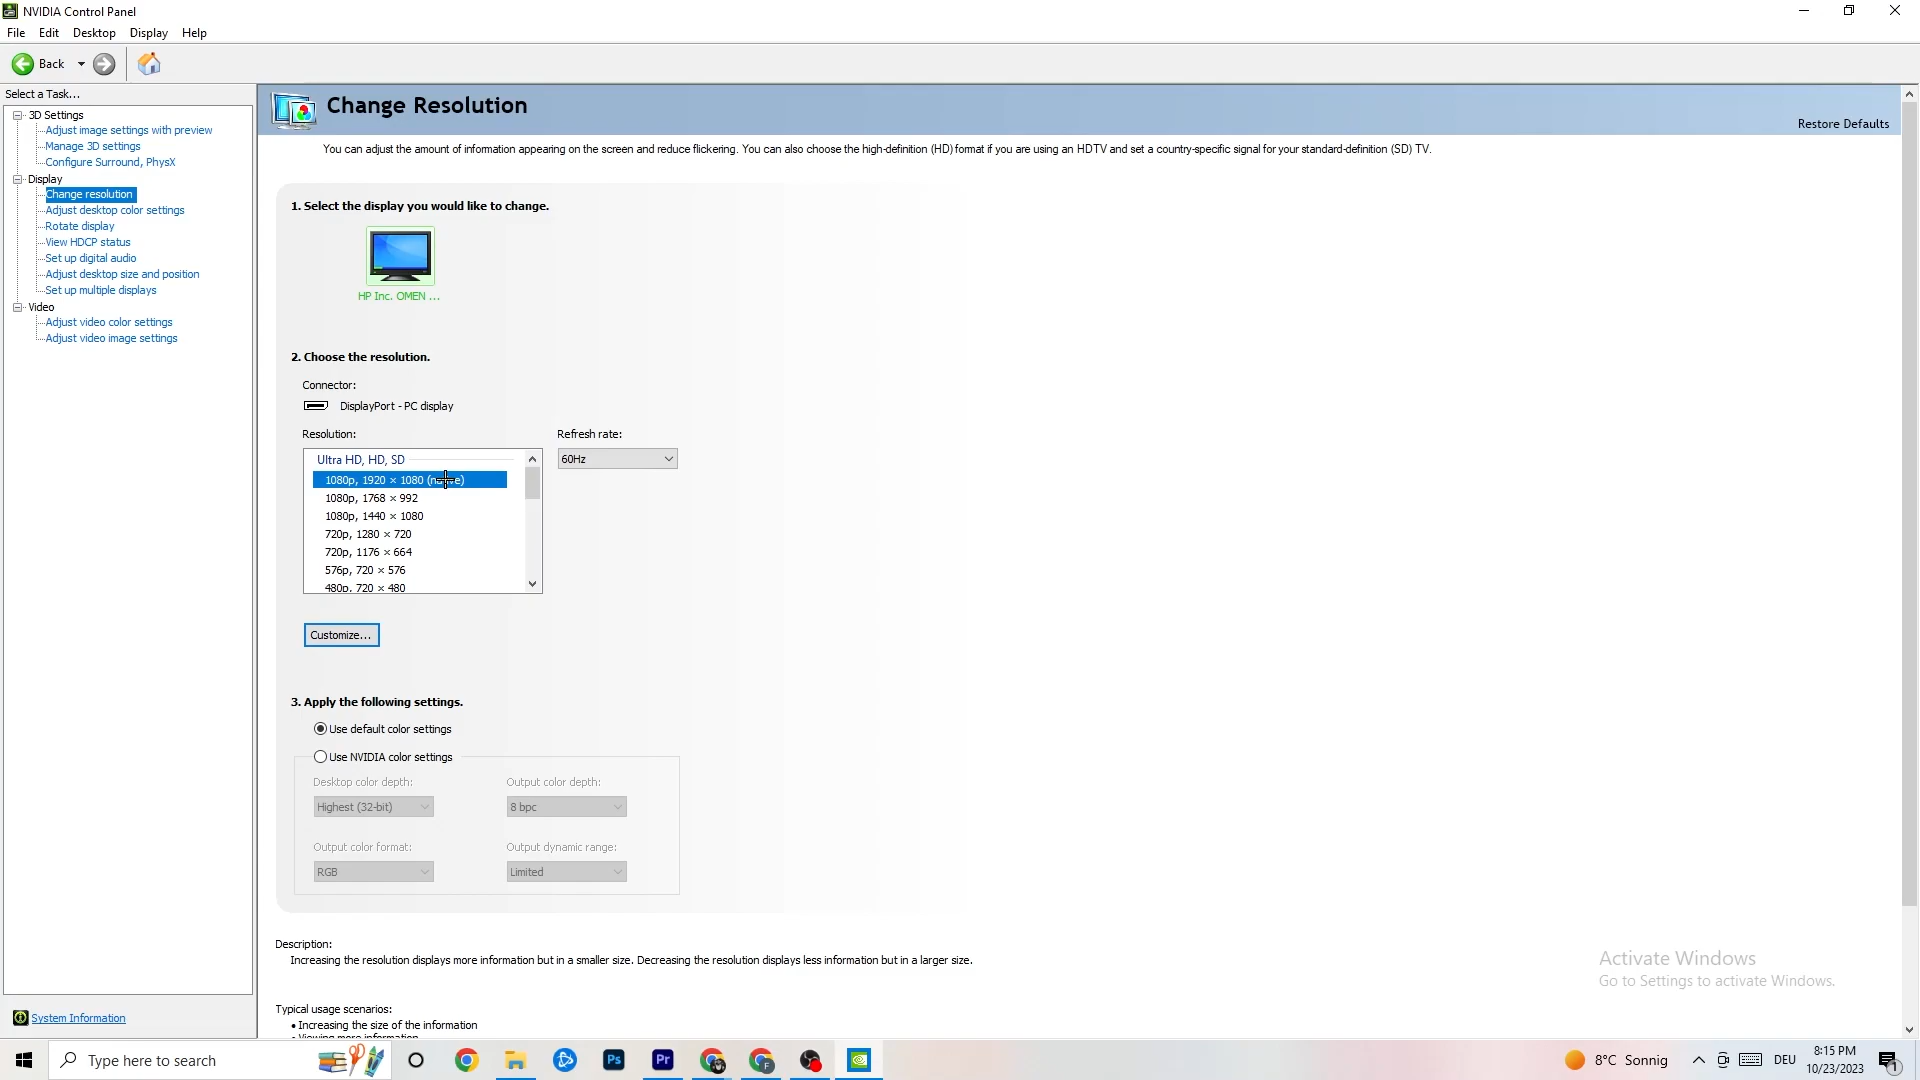 NVIDIA Control Panel
File Edit Desktop Display Help
Back
Select a Task...
3D Settings
Adjust image settings with preview
Manage 3D settings
Configure Surround, PhysX
Display
Change resolution
Adjust desktop color settings
Rotate display
View HDCP status
Set up digital audio
Adjust desktop size and position
Set up multiple displays
Video
Adjust video color settings
Adjust video image settings
System Information
Change Resolution
Restore Defaults
You can adjust the amount of information appearing on the screen and reduce flickering. You can also choose the high-definition (HD) format if you are using an HDTV and set a country-specific signal for your standard-definition (SD) TV.
1. Select the display you would like to change.
HP Inc. OMEN ...
2. Choose the resolution.
Connector:
DisplayPort - PC display
Resolution:
Refresh rate:
Ultra HD, HD, SD
60Hz
1080p, 1920 × 1080
1080p, 1768 × 992
1080p, 1440 × 1080
720p, 1280 × 720
720p, 1176 × 664
576p, 720 × 576
480p, 720 × 480
Customize...
3. Apply the following settings.
Use default color settings
Use NVIDIA color settings
Desktop color depth:
Output color depth:
Highest (32-bit)
8 bpc
Output color format:
Output dynamic range:
RGB
Limited
Description:
Increasing the resolution displays more information but in a smaller size. Decreasing the resolution displays less information but in a larger size.
Typical usage scenarios:
• Increasing the size of the information
• Viewing more information
Activate Windows
Go to Settings to activate Windows.
Type here to search
Ps
Pr
F
8°C Sonnig
DEU
8:15 PM
10/23/2023
1